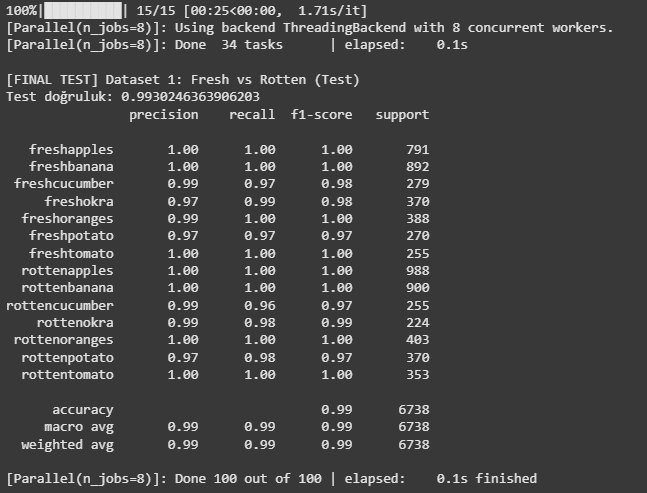 100%|██████████| 15/15 [00:25<00:00,  1.71s/it]
[Parallel(n_jobs=8)]: Using backend ThreadingBackend with 8 concurrent workers.
[Parallel(n_jobs=8)]: Done  34 tasks      | elapsed:    0.1s

[FINAL TEST] Dataset 1: Fresh vs Rotten (Test)
Test doğruluk: 0.9930246363906203
                precision    recall  f1-score   support

   freshapples       1.00      1.00      1.00       791
   freshbanana       1.00      1.00      1.00       892
 freshcucumber       0.99      0.97      0.98       279
     freshokra       0.97      0.99      0.98       370
  freshoranges       0.99      1.00      1.00       388
   freshpotato       0.97      0.97      0.97       270
   freshtomato       1.00      1.00      1.00       255
  rottenapples       1.00      1.00      1.00       988
  rottenbanana       1.00      1.00      1.00       900
rottencucumber       0.99      0.96      0.97       255
    rottenokra       0.99      0.98      0.99       224
 rottenoranges       1.00      1.00      1.00       403
  rottenpotato       0.97      0.98      0.97       370
  rottentomato       1.00      1.00      1.00       353

      accuracy                           0.99      6738
     macro avg       0.99      0.99      0.99      6738
  weighted avg       0.99      0.99      0.99      6738

[Parallel(n_jobs=8)]: Done 100 out of 100 | elapsed:    0.1s finished